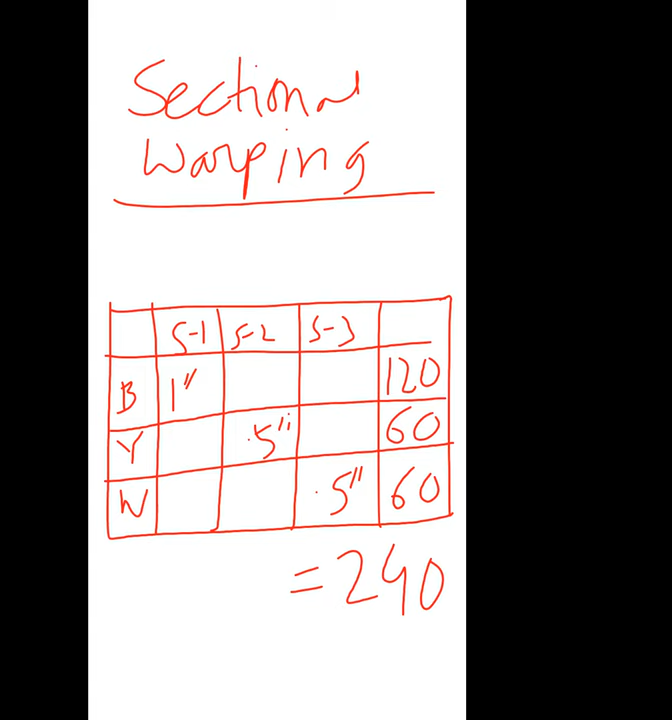 Sectional
Warping
S-1 S-2 S-3
B 1" 120
Y .5" 60
W .5" 60
= 240